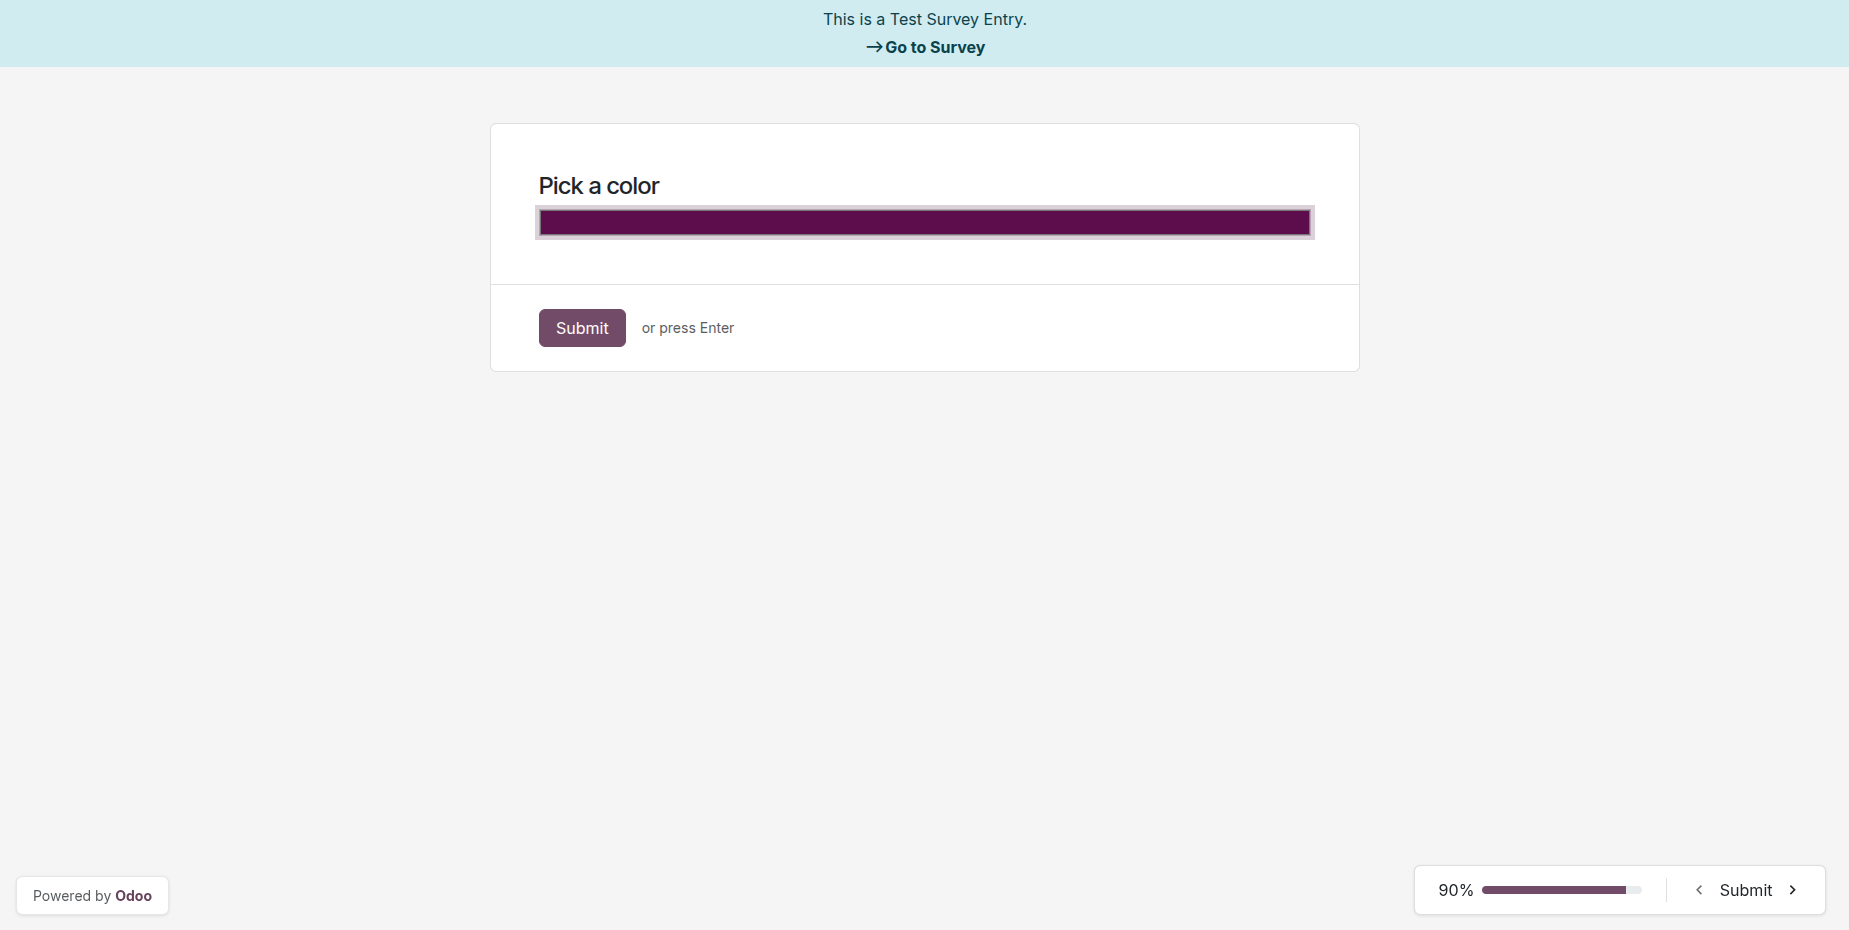 This is a Test Survey Entry.
Go to Survey
Pick a color
Submit
or press Enter
Powered by Odoo
90%
Submit